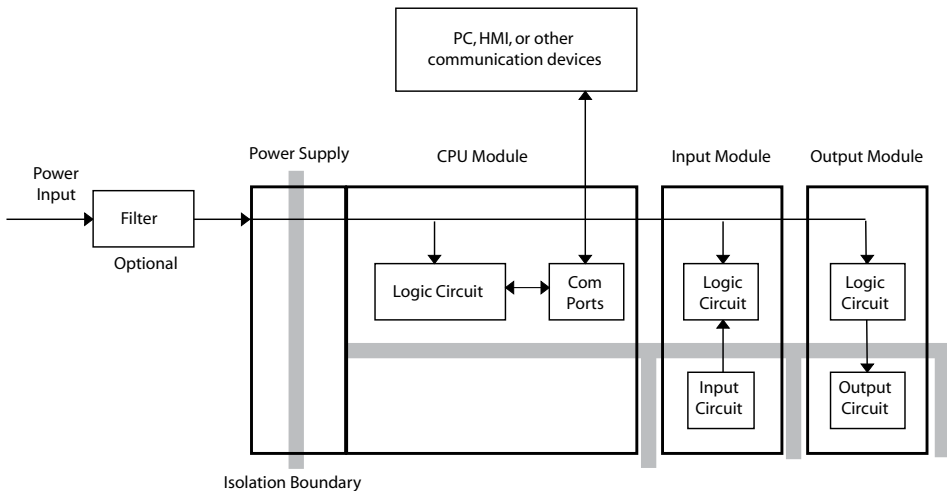 PC, HMI, or other
communication devices
Power Supply
CPU Module
Input Module
Output Module
Power
Input
Filter
Optional
Logic Circuit
Com
Ports
Logic
Circuit
Logic
Circuit
Input
Circuit
Output
Circuit
Isolation Boundary